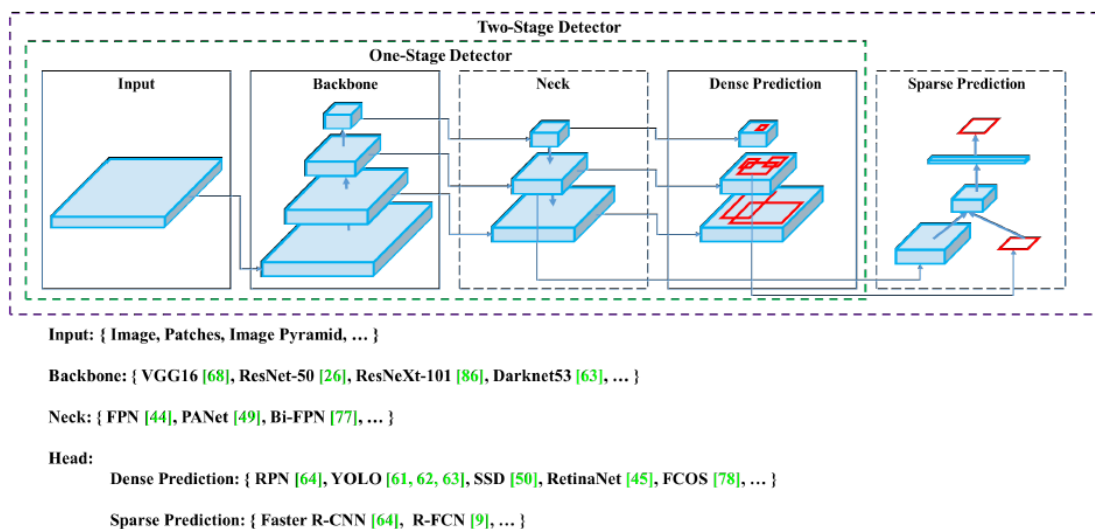 Two-Stage Detector
One-Stage Detector
Input
Backbone
Neck
Dense Prediction
Sparse Prediction
Input: { Image, Patches, Image Pyramid, … }
Backbone: { VGG16 [68], ResNet-50 [26], ResNeXt-101 [86], Darknet53 [63], … }
Neck: { FPN [44], PANet [49], Bi-FPN [77], … }
Head:
Dense Prediction: { RPN [64], YOLO [61, 62, 63], SSD [50], RetinaNet [45], FCOS [78], … }
Sparse Prediction: { Faster R-CNN [64], R-FCN [9], … }